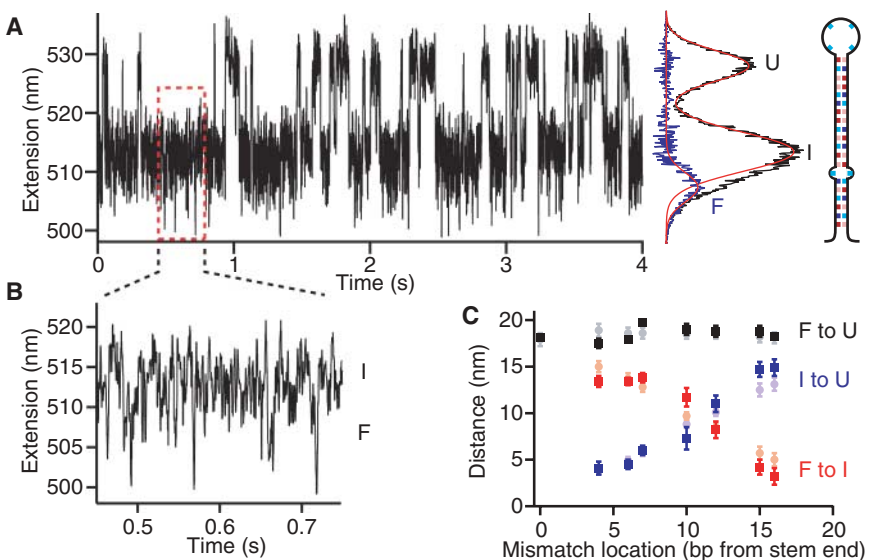 A
Extension (nm)
530
520
510
500
0
1
2
3
4
Time (s)
U
I
F
B
Extension (nm)
520
515
510
505
500
I
F
0.5
0.6
0.7
Time (s)
C
Distance (nm)
20
15
10
5
0
F to U
I to U
F to I
0
5
10
15
20
Mismatch location (bp from stem end)